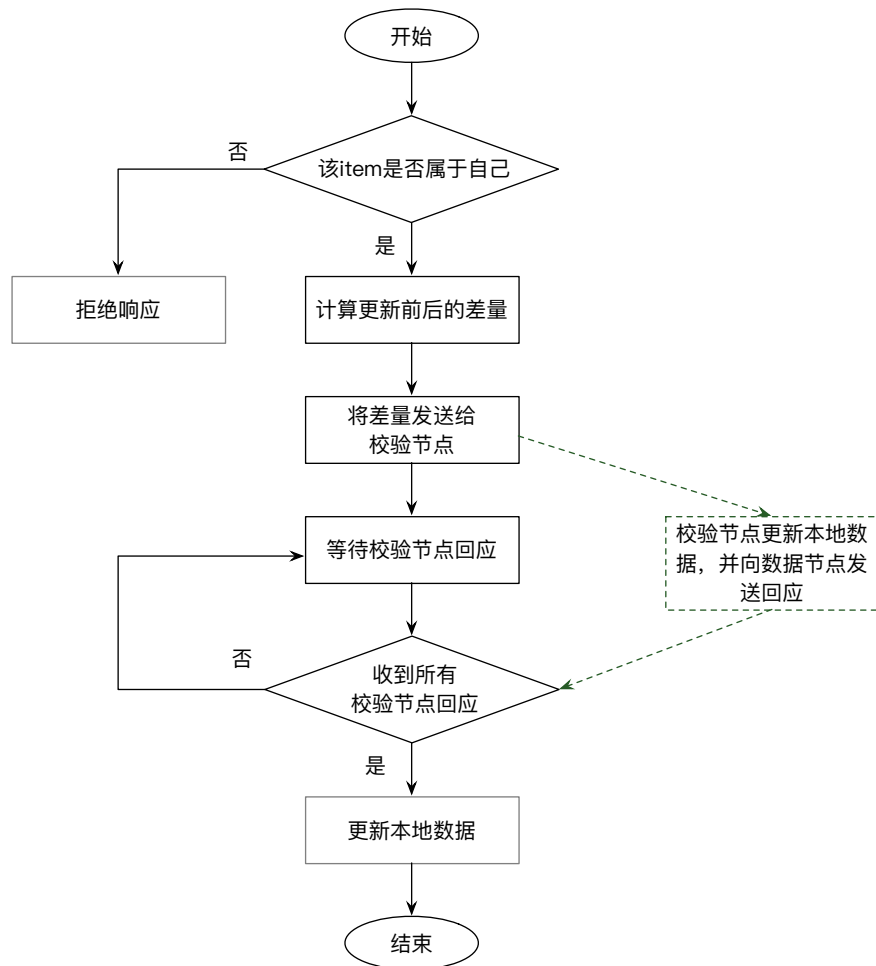 开始
否
该item是否属于自己
是
拒绝响应
计算更新前后的差量
将差量发送给
校验节点
等待校验节点回应
校验节点更新本地数
据，并向数据节点发
送回应
否
收到所有
校验节点回应
是
更新本地数据
结束